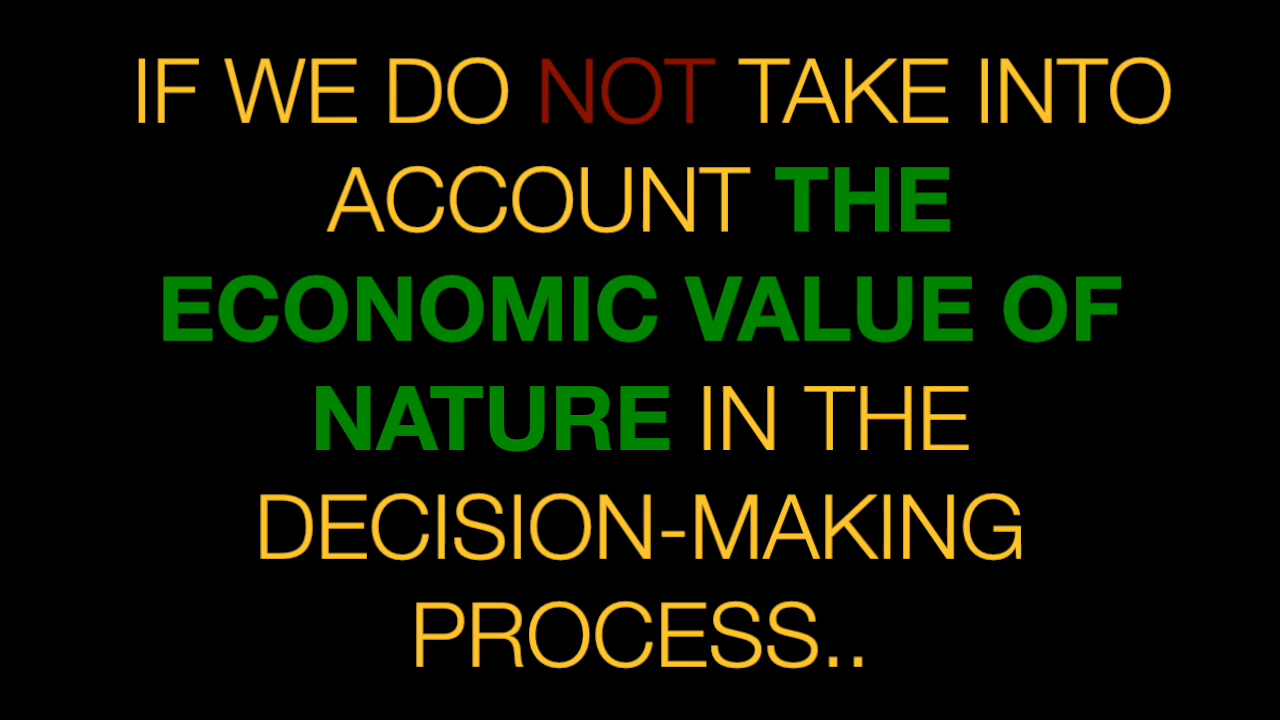 IF WE DO NOT TAKE INTO
ACCOUNT THE
ECONOMIC VALUE OF
NATURE IN THE
DECISION-MAKING
PROCESS..